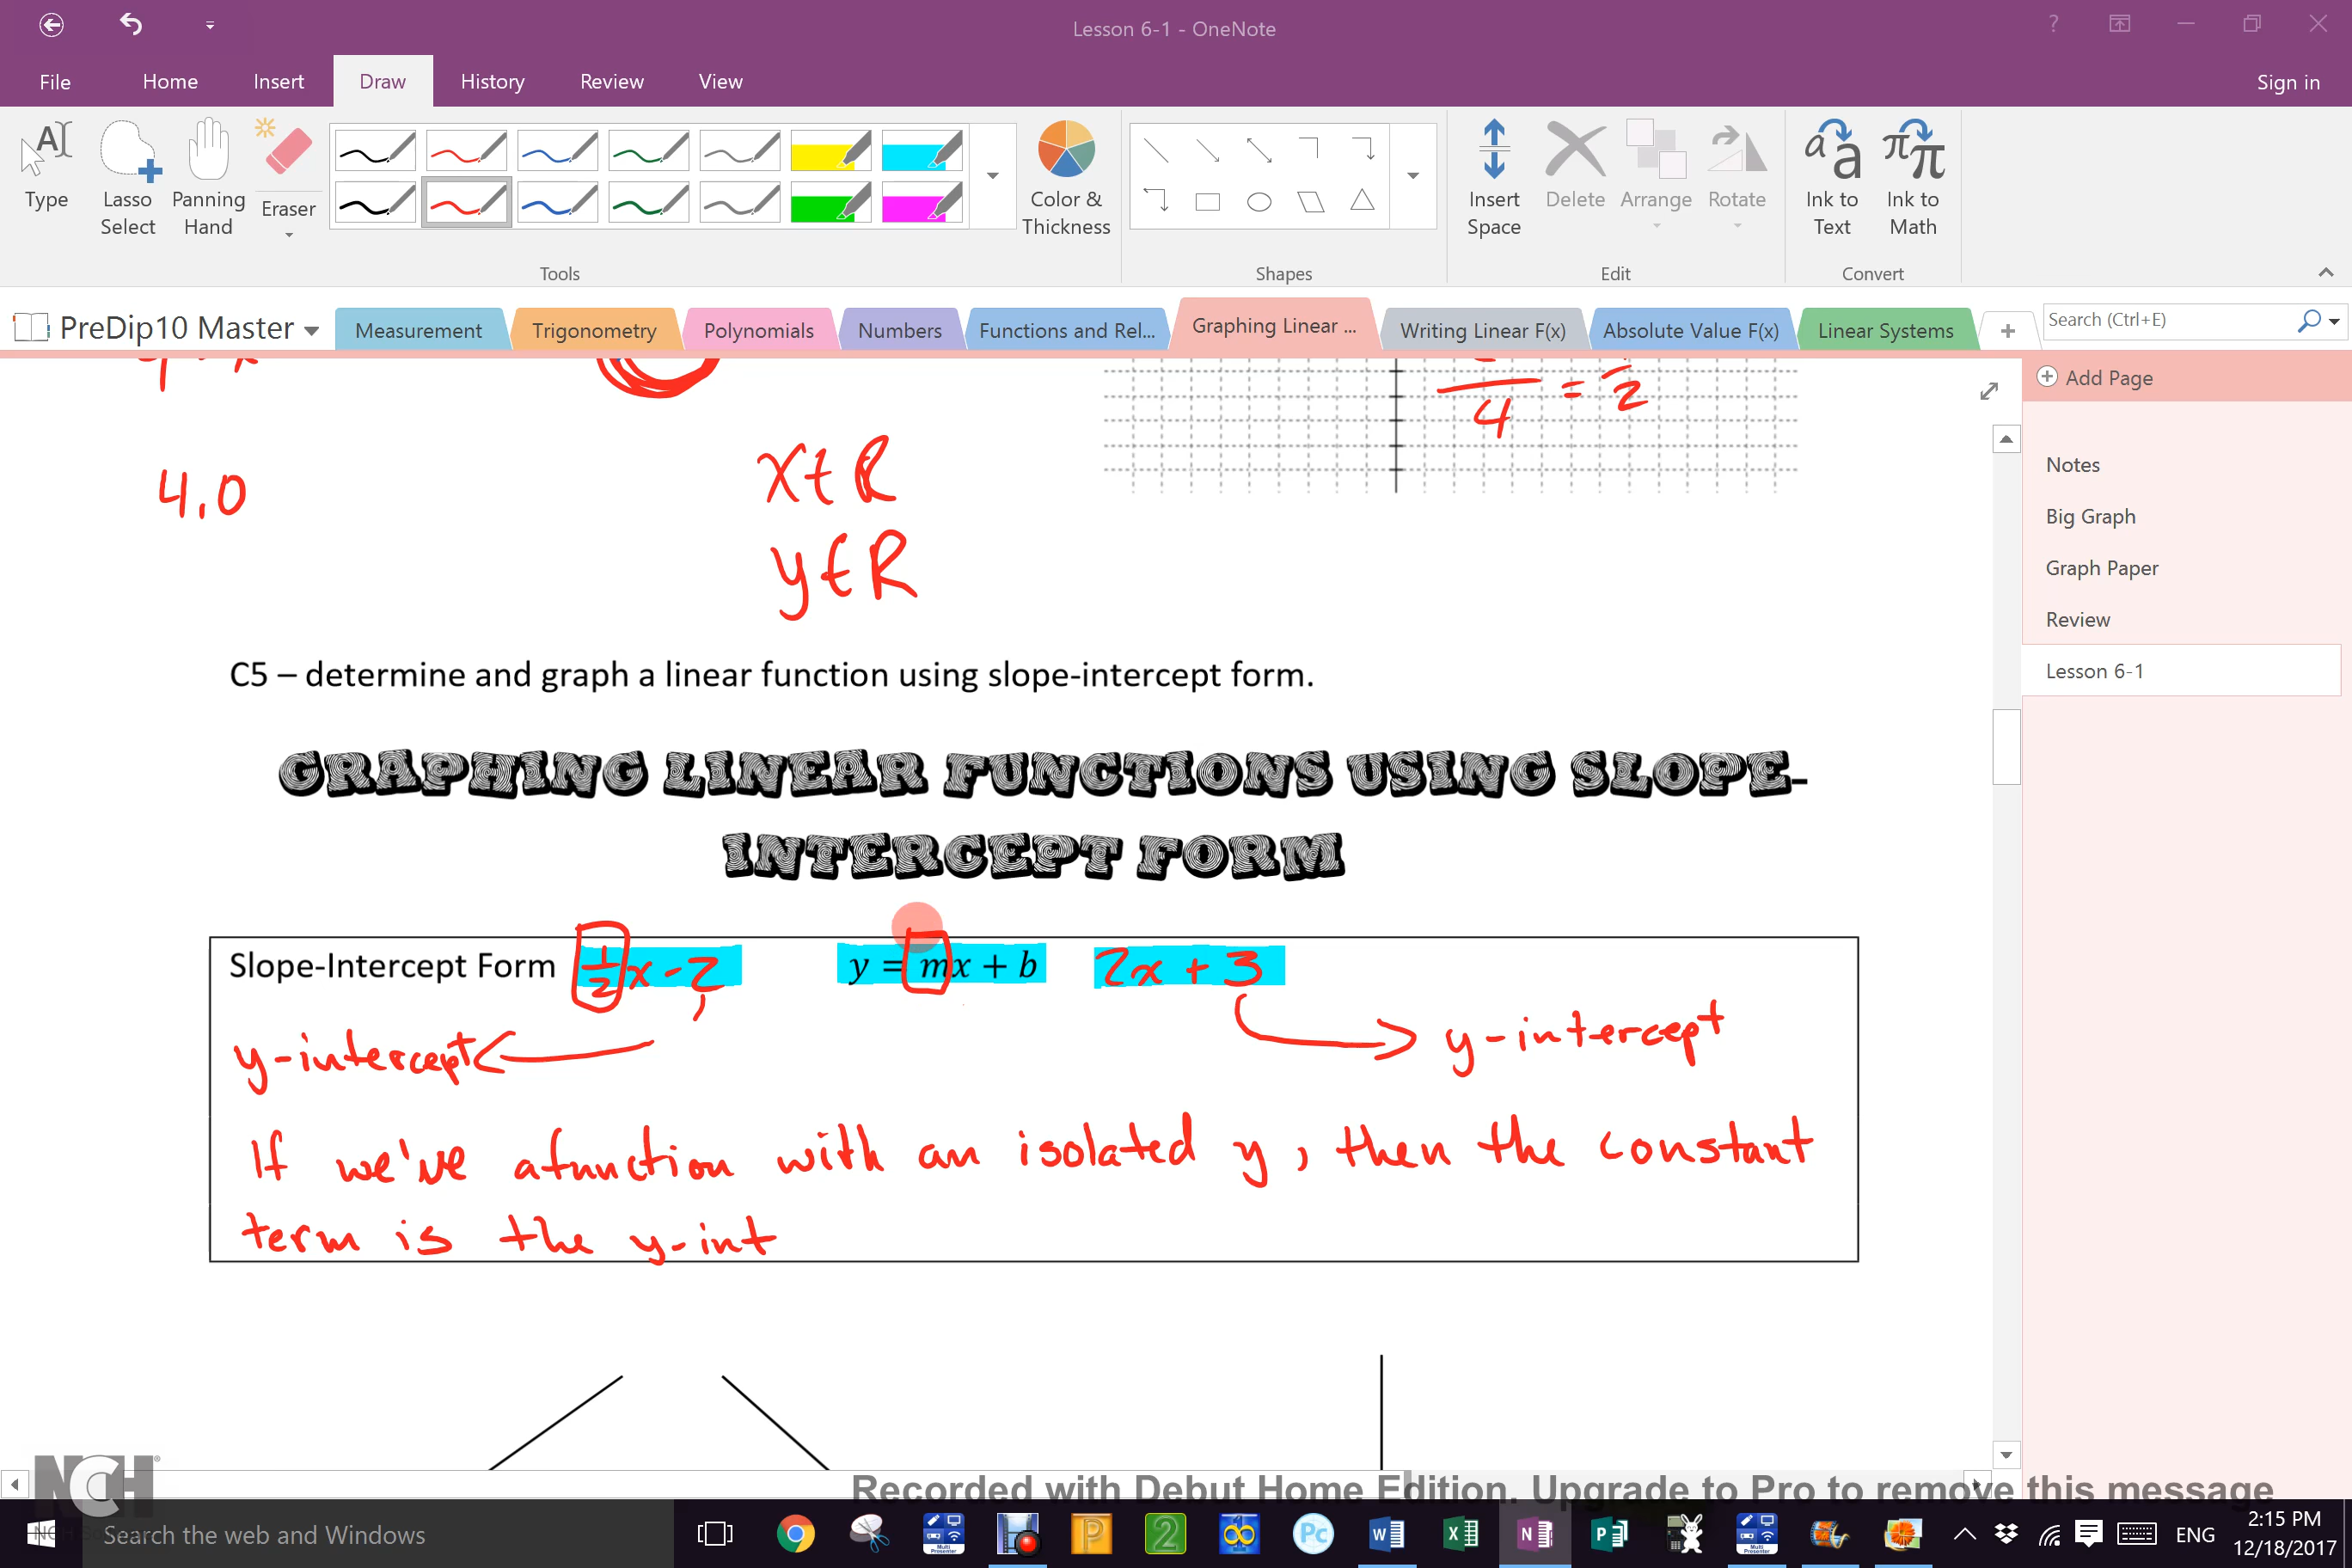 Lesson 6-1 - OneNote
?
File Home Insert Draw History Review View Sign in
Type
Lasso Select
Panning Hand
Eraser
Color & Thickness
Insert Space
Delete
Arrange
Rotate
Ink to Text
Ink to Math
Tools Shapes Edit Convert
PreDip10 Master Measurement Trigonometry Polynomials Numbers Functions and Rel... Graphing Linear ... Writing Linear F(x) Absolute Value F(x) Linear Systems + Search (Ctrl+E)
Add Page
Notes
Big Graph
Graph Paper
Review
Lesson 6-1
4 = 2
x ∈ R
4,0
y ∈ R
C5 – determine and graph a linear function using slope-intercept form.
GRAPHING LINEAR FUNCTIONS USING SLOPE-
INTERCEPT FORM
Slope-Intercept Form 1/2 x - 2 y = mx + b 2x + 3
y-intercept y-intercept
If we've a function with an isolated y, then the constant
term is the y-int
NCH
Recorded with Debut Home Edition. Upgrade to Pro to remove this message
Search the web and Windows
ENG
2:15 PM
12/18/2017